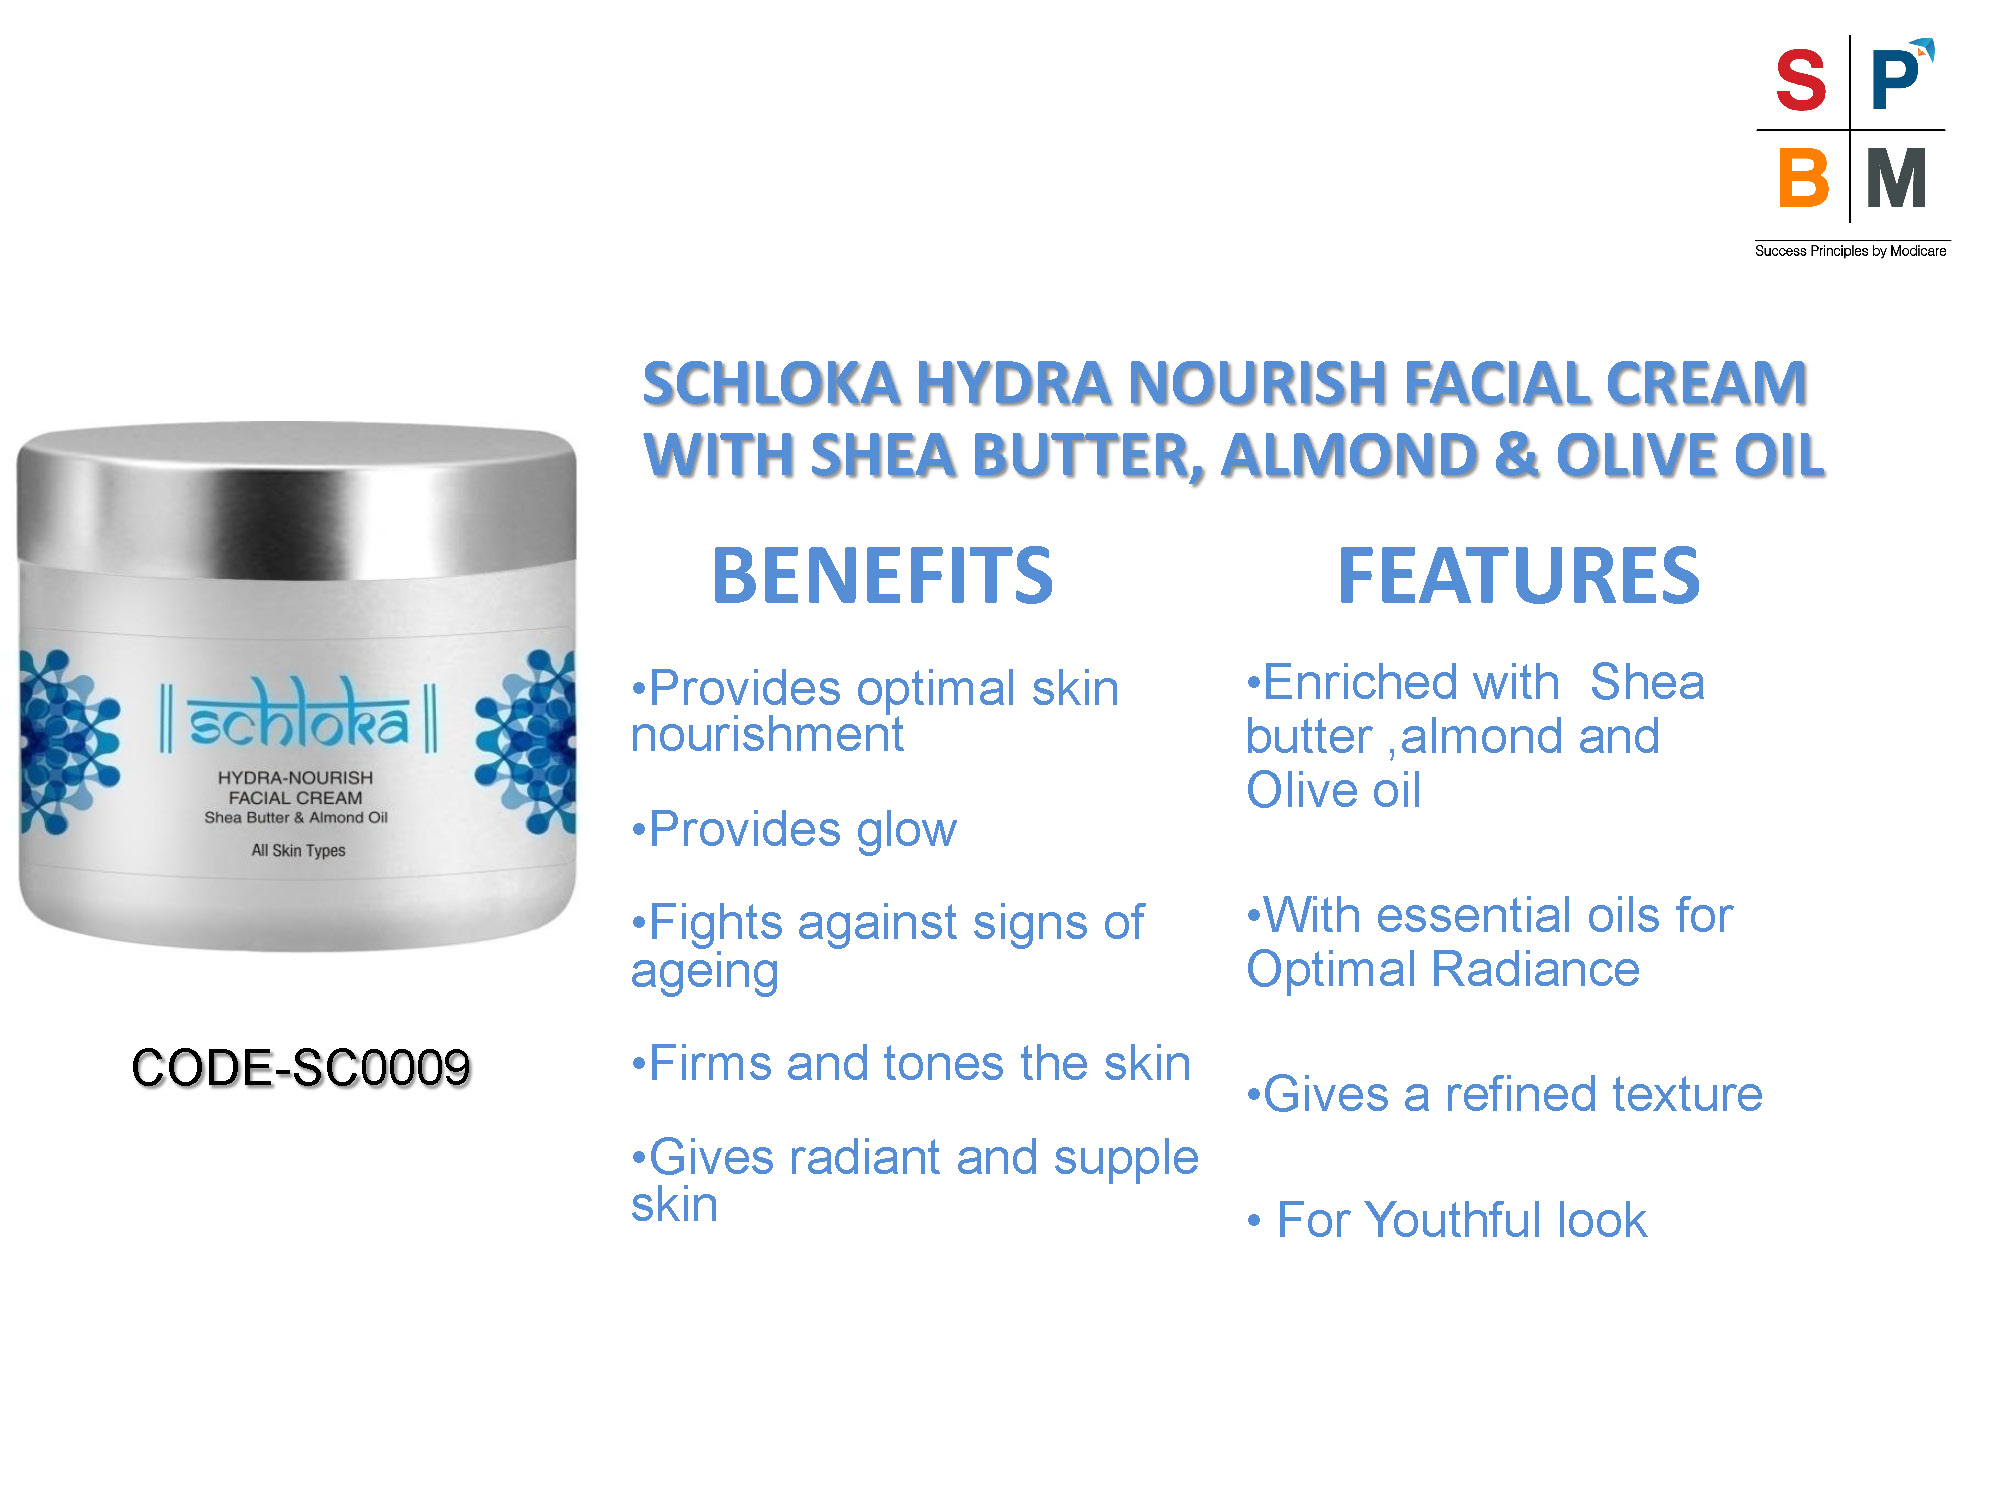 S P
B M
Success Principles by Modicare
SCHLOKA HYDRA NOURISH FACIAL CREAM
WITH SHEA BUTTER, ALMOND & OLIVE OIL
schloka
HYDRA-NOURISH
FACIAL CREAM
Shea Butter & Almond Oil
All Skin Types
CODE-SC0009
BENEFITS
•Provides optimal skin
nourishment
•Provides glow
•Fights against signs of
ageing
•Firms and tones the skin
•Gives radiant and supple
skin
FEATURES
•Enriched with  Shea
butter ,almond and
Olive oil
•With essential oils for
Optimal Radiance
•Gives a refined texture
• For Youthful look